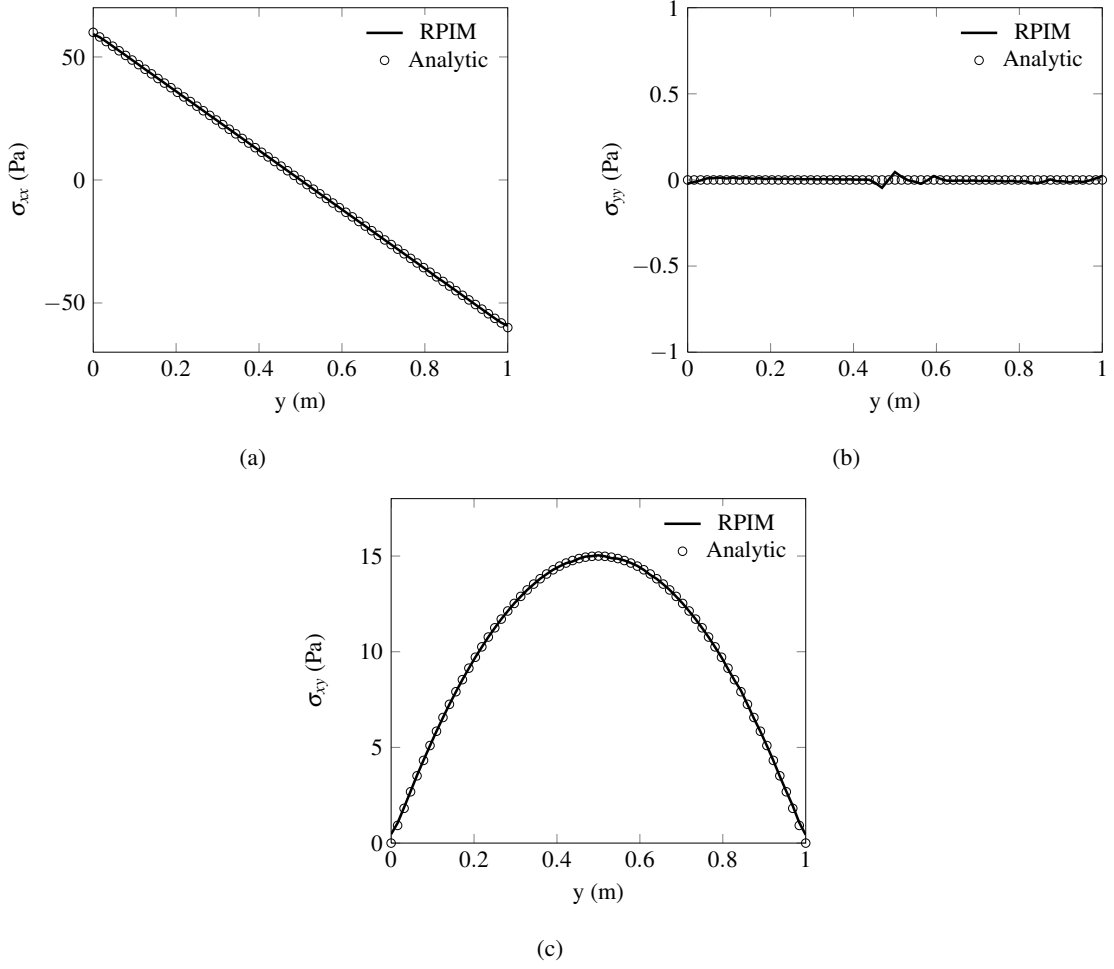 RPIM
Analytic
50
0
−50
σxx (Pa)
0 0.2 0.4 0.6 0.8 1
y (m)
(a)
RPIM
Analytic
1
0.5
0
−0.5
−1
σyy (Pa)
0 0.2 0.4 0.6 0.8 1
y (m)
(b)
RPIM
Analytic
15
10
5
0
σxy (Pa)
0 0.2 0.4 0.6 0.8 1
y (m)
(c)